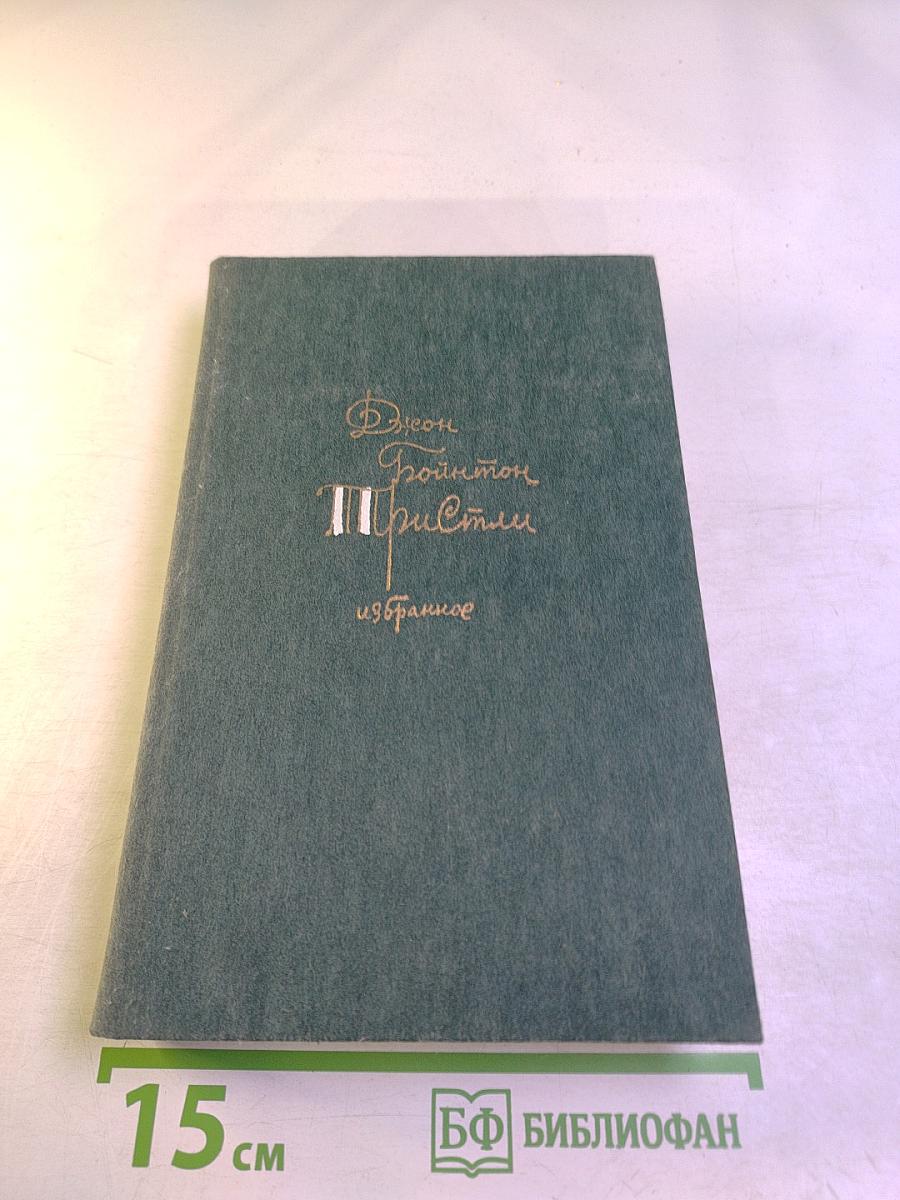 Джон
Бойнтон
Пристли
избранное
15 см
БФ БИБЛИОФАН